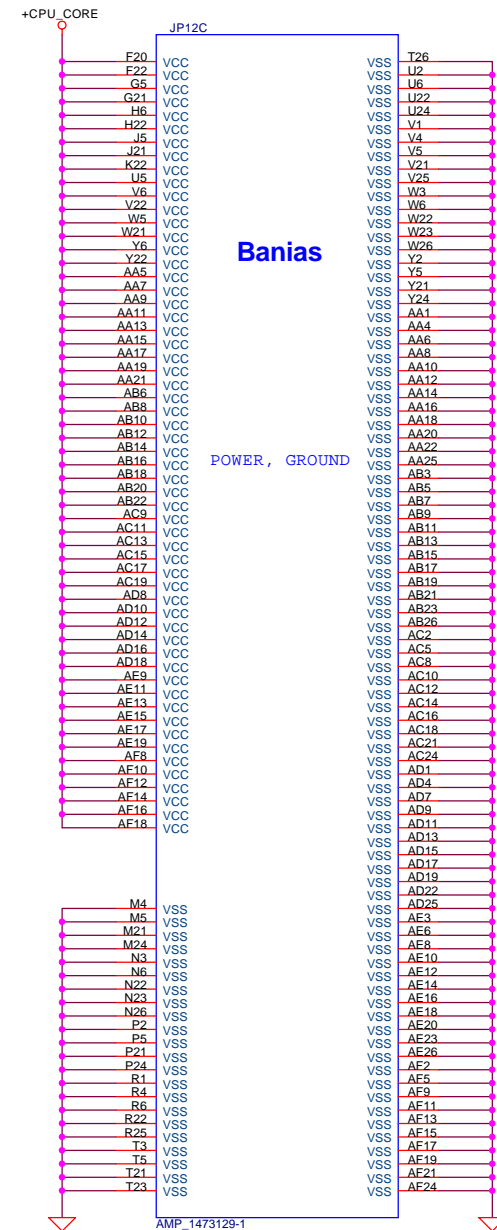 +CPU_CORE
JP12C
F20 VCC VSS T26
F22 VCC VSS U2
G5 VCC VSS U6
G21 VCC VSS U22
H6 VCC VSS U24
H22 VCC VSS V1
J5 VCC VSS V4
J21 VCC VSS V5
K22 VCC VSS V21
U5 VCC VSS V25
V6 VCC VSS W3
V22 VCC VSS W6
W5 VCC VSS W22
W21 VCC VSS W23
Y6 VCC Banias VSS W26
Y22 VCC VSS Y2
AA5 VCC VSS Y5
AA7 VCC VSS Y21
AA9 VCC VSS Y24
AA11 VCC VSS AA1
AA13 VCC VSS AA4
AA15 VCC VSS AA6
AA17 VCC VSS AA8
AA19 VCC VSS AA10
AA21 VCC VSS AA12
AB6 VCC VSS AA14
AB8 VCC VSS AA16
AB10 VCC VSS AA18
AB12 VCC VSS AA20
AB14 VCC VSS AA22
AB16 VCC POWER, GROUND VSS AA25
AB18 VCC VSS AB3
AB20 VCC VSS AB5
AB22 VCC VSS AB7
AC9 VCC VSS AB9
AC11 VCC VSS AB11
AC13 VCC VSS AB13
AC15 VCC VSS AB15
AC17 VCC VSS AB17
AC19 VCC VSS AB19
AD8 VCC VSS AB21
AD10 VCC VSS AB23
AD12 VCC VSS AB26
AD14 VCC VSS AC2
AD16 VCC VSS AC5
AD18 VCC VSS AC8
AE9 VCC VSS AC10
AE11 VCC VSS AC12
AE13 VCC VSS AC14
AE15 VCC VSS AC16
AE17 VCC VSS AC18
AE19 VCC VSS AC21
AF8 VCC VSS AC24
AF10 VCC VSS AD1
AF12 VCC VSS AD4
AF14 VCC VSS AD7
AF16 VCC VSS AD9
AF18 VCC VSS AD11
VSS AD13
VSS AD15
VSS AD17
VSS AD19
VSS AD22
M4 VSS VSS AD25
M5 VSS VSS AE3
M21 VSS VSS AE6
M24 VSS VSS AE8
N3 VSS VSS AE10
N6 VSS VSS AE12
N22 VSS VSS AE14
N23 VSS VSS AE16
N26 VSS VSS AE18
P2 VSS VSS AE20
P5 VSS VSS AE23
P21 VSS VSS AE26
P24 VSS VSS AF2
R1 VSS VSS AF5
R4 VSS VSS AF9
R6 VSS VSS AF11
R22 VSS VSS AF13
R25 VSS VSS AF15
T3 VSS VSS AF17
T5 VSS VSS AF19
T21 VSS VSS AF21
T23 VSS VSS AF24
AMP_1473129-1